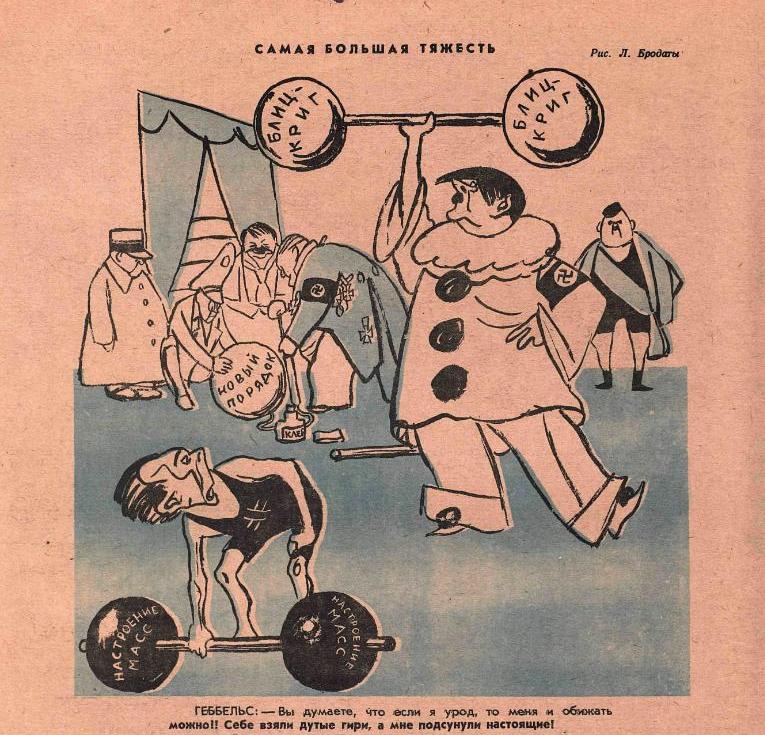 САМАЯ БОЛЬШАЯ ТЯЖЕСТЬ
Рис. Л. Бродаты
БЛИЦ-
КРИГ
БЛИЦ-
КРИГ
НОВЫЙ
ПОРЯДОК
КЛЕЙ
НАСТРОЕНИЕ
МАСС
НАСТРОЕНИЕ
МАСС
ГЕББЕЛЬС: — Вы думаете, что если я урод, то меня и обижать
можно!! Себе взяли дутые гири, а мне подсунули настоящие!